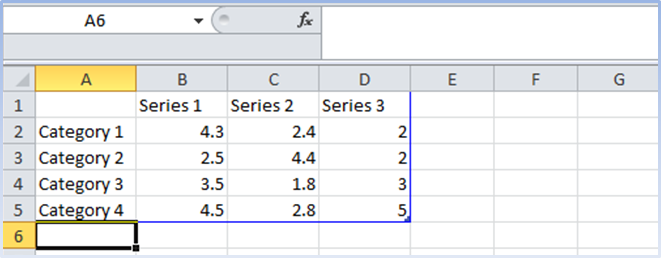 A6 fx
A B C D E F G
1 Series 1 Series 2 Series 3
2 Category 1 4.3 2.4 2
3 Category 2 2.5 4.4 2
4 Category 3 3.5 1.8 3
5 Category 4 4.5 2.8 5
6